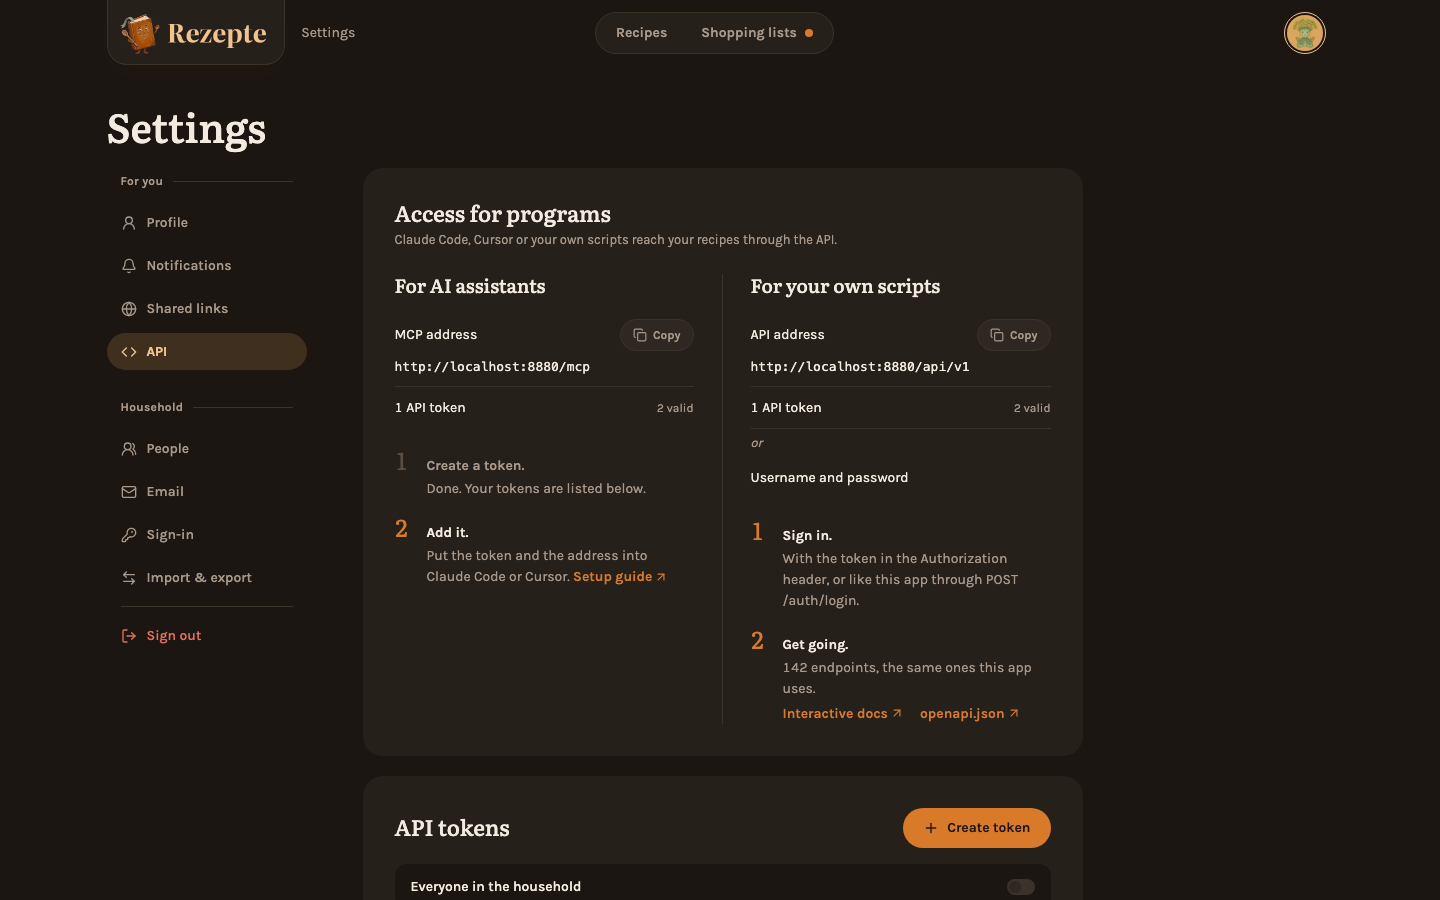 Rezepte
Settings
Recipes
Shopping lists
Settings
For you
Profile
Notifications
Shared links
API
Household
People
Email
Sign-in
Import & export
Sign out
Access for programs
Claude Code, Cursor or your own scripts reach your recipes through the API.
For AI assistants
MCP address
Copy
http://localhost:8880/mcp
1 API token
2 valid
1 Create a token.
Done. Your tokens are listed below.
2 Add it.
Put the token and the address into
Claude Code or Cursor. Setup guide
For your own scripts
API address
Copy
http://localhost:8880/api/v1
1 API token
2 valid
or
Username and password
1 Sign in.
With the token in the Authorization
header, or like this app through POST
/auth/login.
2 Get going.
142 endpoints, the same ones this app
uses.
Interactive docs
openapi.json
API tokens
Create token
Everyone in the household